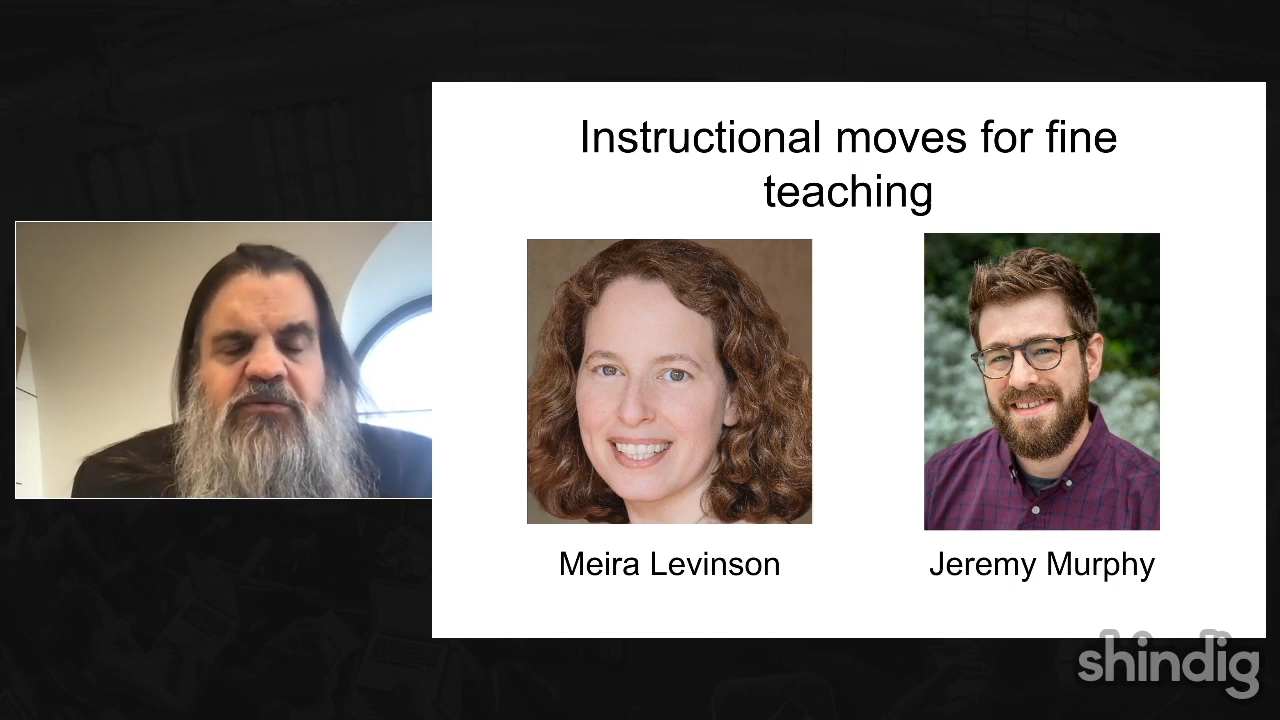 Instructional moves for fine
teaching
Meira Levinson
Jeremy Murphy
shindig